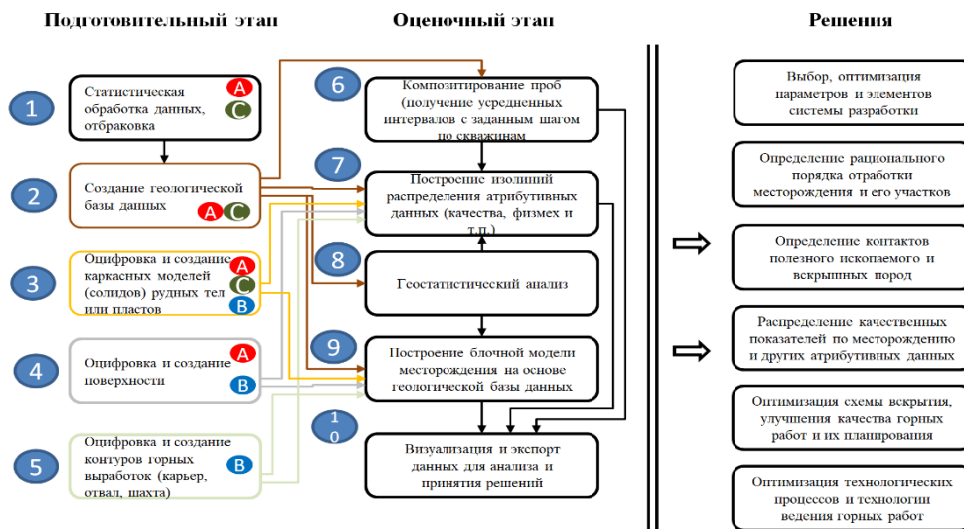 Подготовительный этап
Оценочный этап
Решения
1
Статистическая
обработка данных,
отбраковка
A
C
2
Создание геологической
базы данных
A
C
3
Оцифровка и создание
каркасных моделей
(солидов) рудных тел
или пластов
A
C
B
4
Оцифровка и создание
поверхности
A
B
5
Оцифровка и создание
контуров горных
выработок (карьер,
отвал, шахта)
B
6
Композитирование проб
(получение усредненных
интервалов с заданным шагом
по скважинам)
7
Построение изолиний
распределения атрибутивных
данных (качества, физмех и
т.п.)
8
Геостатистический анализ
9
Построение блочной модели
месторождения на основе
геологической базы данных
1
0
Визуализация и экспорт
данных для анализа и
принятия решений
Выбор, оптимизация
параметров и элементов
системы разработки
Определение рационального
порядка отработки
месторождения и его участков
Определение контактов
полезного ископаемого и
вскрышных пород
Распределение качественных
показателей по месторождению
и других атрибутивных данных
Оптимизация схемы вскрытия,
улучшения качества горных
работ и их планирования
Оптимизация технологических
процессов и технологии
ведения горных работ